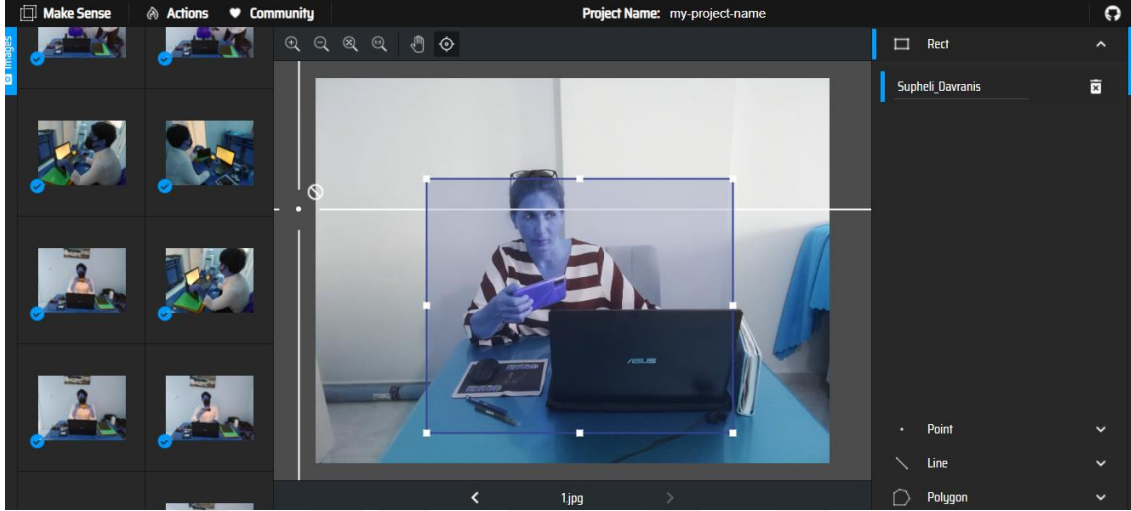 Make Sense Actions Community Project Name: my-project-name
Images
Rect
Supheli_Davranis
ASUS
Point
Line
Polygon
1.jpg